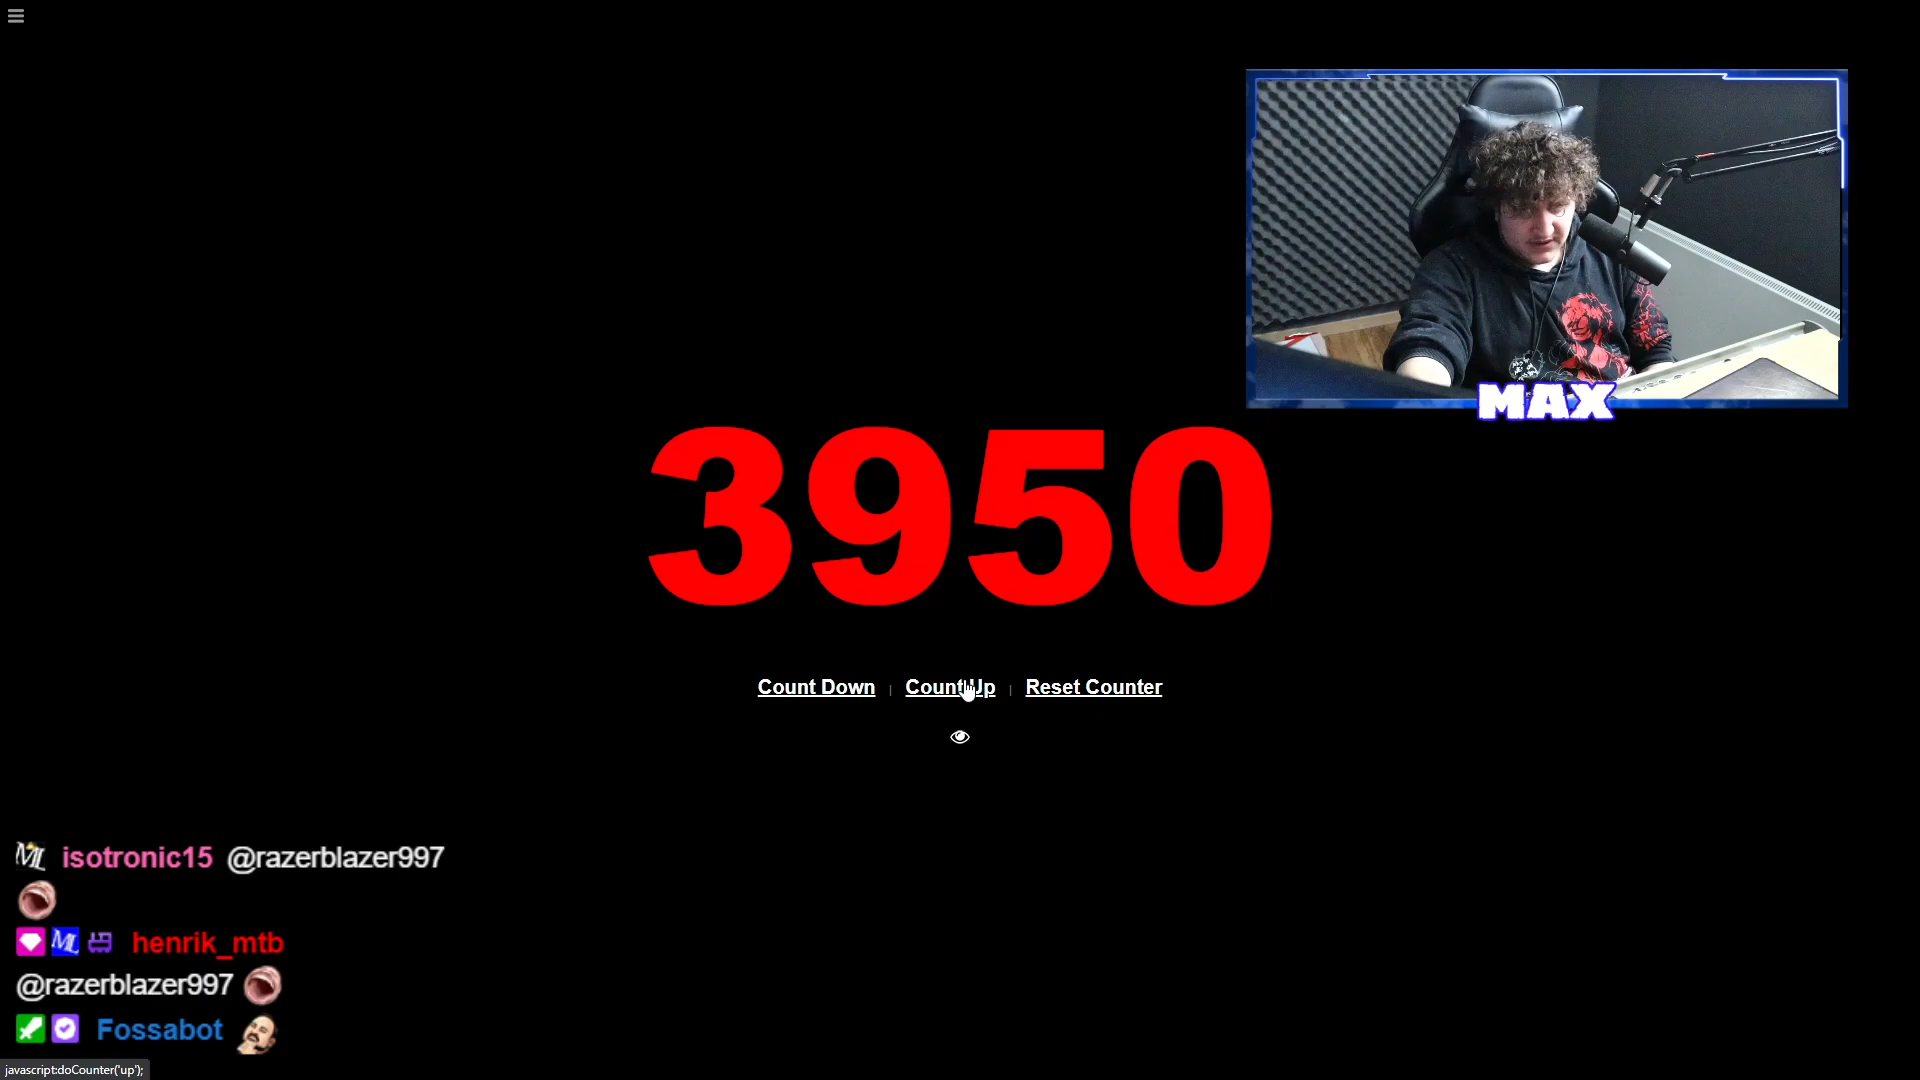 MAX
3950
Count Down | Count Up | Reset Counter
isotronic15 @razerblazer997
henrik_mtb
@razerblazer997
Fossabot
javascript:doCounter('up');